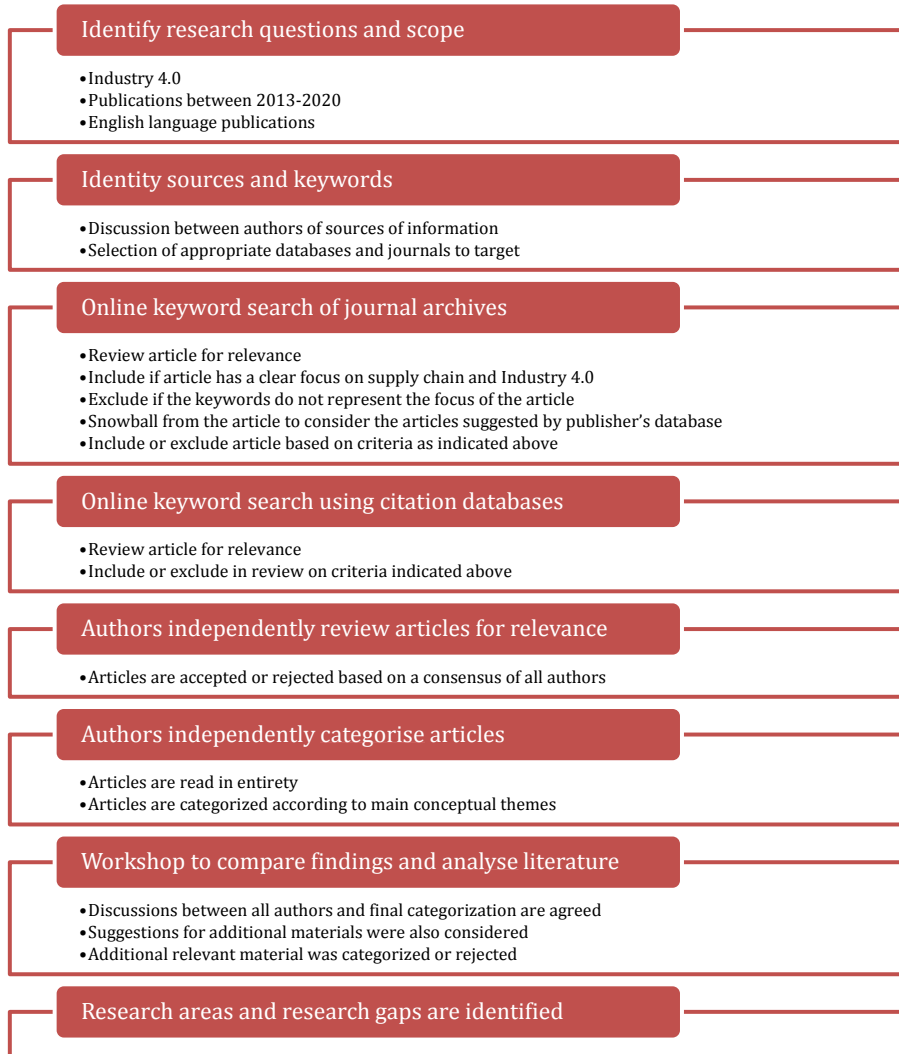 Identify research questions and scope
•Industry 4.0
•Publications between 2013-2020
•English language publications
Identity sources and keywords
•Discussion between authors of sources of information
•Selection of appropriate databases and journals to target
Online keyword search of journal archives
•Review article for relevance
•Include if article has a clear focus on supply chain and Industry 4.0
•Exclude if the keywords do not represent the focus of the article
•Snowball from the article to consider the articles suggested by publisher's database
•Include or exclude article based on criteria as indicated above
Online keyword search using citation databases
•Review article for relevance
•Include or exclude in review on criteria indicated above
Authors independently review articles for relevance
•Articles are accepted or rejected based on a consensus of all authors
Authors independently categorise articles
•Articles are read in entirety
•Articles are categorized according to main conceptual themes
Workshop to compare findings and analyse literature
•Discussions between all authors and final categorization are agreed
•Suggestions for additional materials were also considered
•Additional relevant material was categorized or rejected
Research areas and research gaps are identified